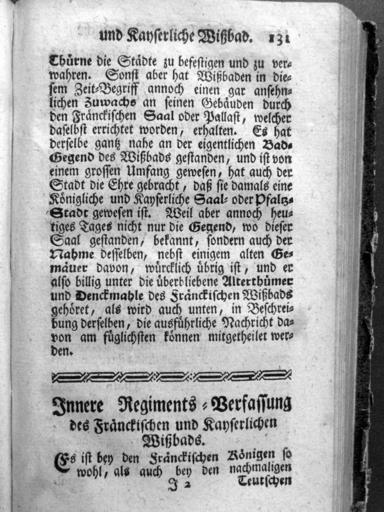 und Kayserliche Wißbad. 131
Thürne die Städte zu befestigen und zu ver-
wahren. Sonst aber hat Wißbaden in die-
sem Zeit-Begriff annoch einen gar ansehn-
lichen Zuwachs an seinen Gebäuden durch
den Fränckischen Saal oder Pallast, welcher
daselbst errichtet worden, erhalten. Es hat
derselbe gantz nahe an der eigentlichen Bad-
Gegend des Wißbads gestanden, und ist von
einem grossen Umfang gewesen, hat auch der
Stadt die Ehre gebracht, daß sie damals eine
Königliche und Kayserliche Saal- oder Pfaltz-
Stadt gewesen ist. Weil aber annoch heu-
tiges Tages nicht nur die Gegend, wo dieser
Saal gestanden, bekannt, sondern auch der
Nahme desselben, nebst einigem alten Ge-
mäuer davon, würcklich übrig ist, und er
also billig unter die überbliebene Alterthümer
und Denckmahle des Fränckischen Wißbads
gehöret, als wird auch unten, in Beschrei-
bung derselben, die ausführliche Nachricht da-
von am füglichsten können mitgetheilet wer-
den.
Innere Regiments-Verfassung
des Fränckischen und Kayserlichen
Wißbads.
Es ist bey den Fränckischen Königen so
wohl, als auch bey den nachmaligen
J 2 Teutschen